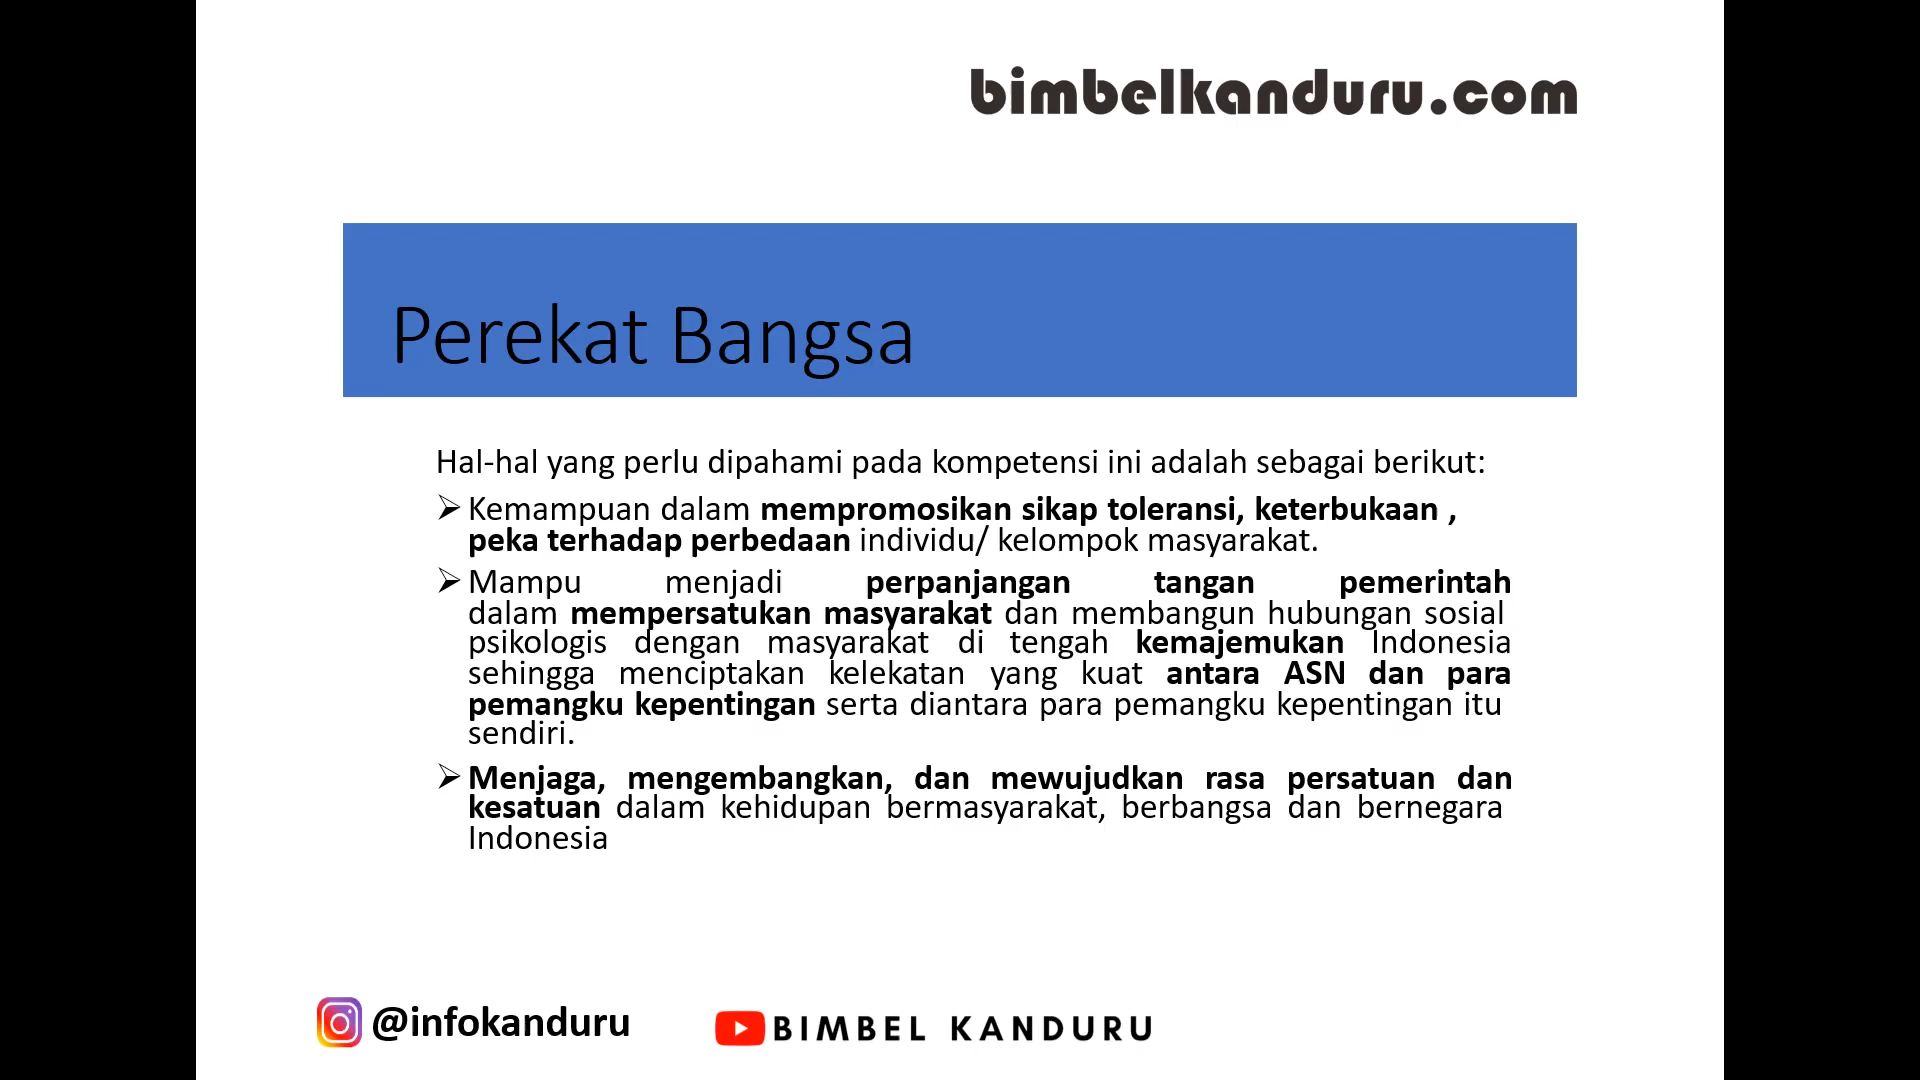 bimbelkanduru.com
Perekat Bangsa
Hal-hal yang perlu dipahami pada kompetensi ini adalah sebagai berikut:
➢Kemampuan dalam mempromosikan sikap toleransi, keterbukaan ,
peka terhadap perbedaan individu/ kelompok masyarakat.
➢Mampu menjadi perpanjangan tangan pemerintah
dalam mempersatukan masyarakat dan membangun hubungan sosial
psikologis dengan masyarakat di tengah kemajemukan Indonesia
sehingga menciptakan kelekatan yang kuat antara ASN dan para
pemangku kepentingan serta diantara para pemangku kepentingan itu
sendiri.
➢Menjaga, mengembangkan, dan mewujudkan rasa persatuan dan
kesatuan dalam kehidupan bermasyarakat, berbangsa dan bernegara
Indonesia
@infokanduru
BIMBEL KANDURU